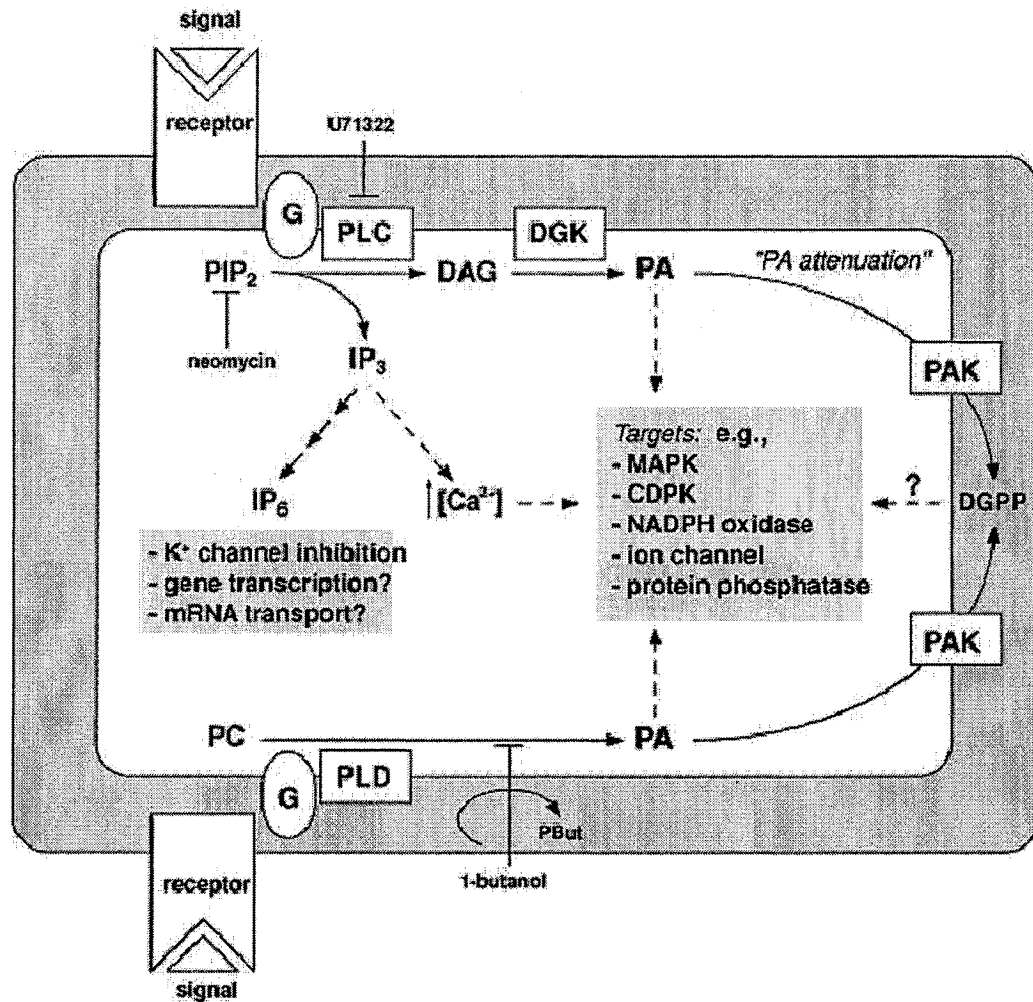 signal
receptor
U71322
G
PLC
DGK
PIP₂
DAG
PA
"PA attenuation"
neomycin
IP₃
PAK
Targets: e.g.,
- MAPK
- CDPK
- NADPH oxidase
- ion channel
- protein phosphatase
IP₆
↑[Ca²⁺]
?
DGPP
- K⁺ channel inhibition
- gene transcription?
- mRNA transport?
PAK
PC
PA
G
PLD
PBut
1-butanol
receptor
signal